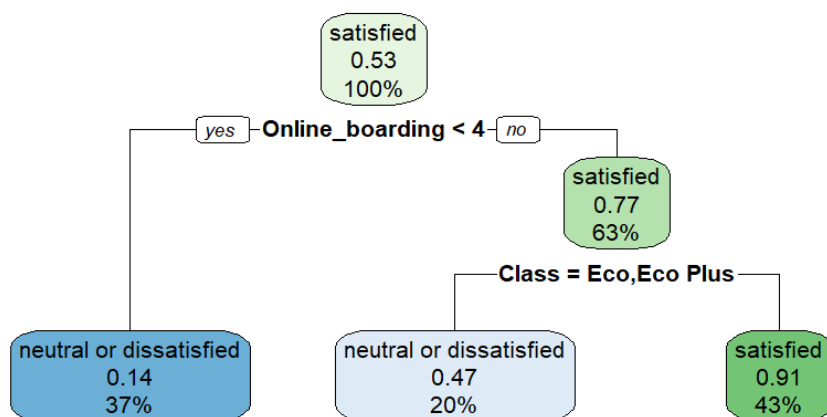 satisfied
0.53
100%
yes Online_boarding < 4 no
satisfied
0.77
63%
Class = Eco,Eco Plus
neutral or dissatisfied
0.14
37%
neutral or dissatisfied
0.47
20%
satisfied
0.91
43%